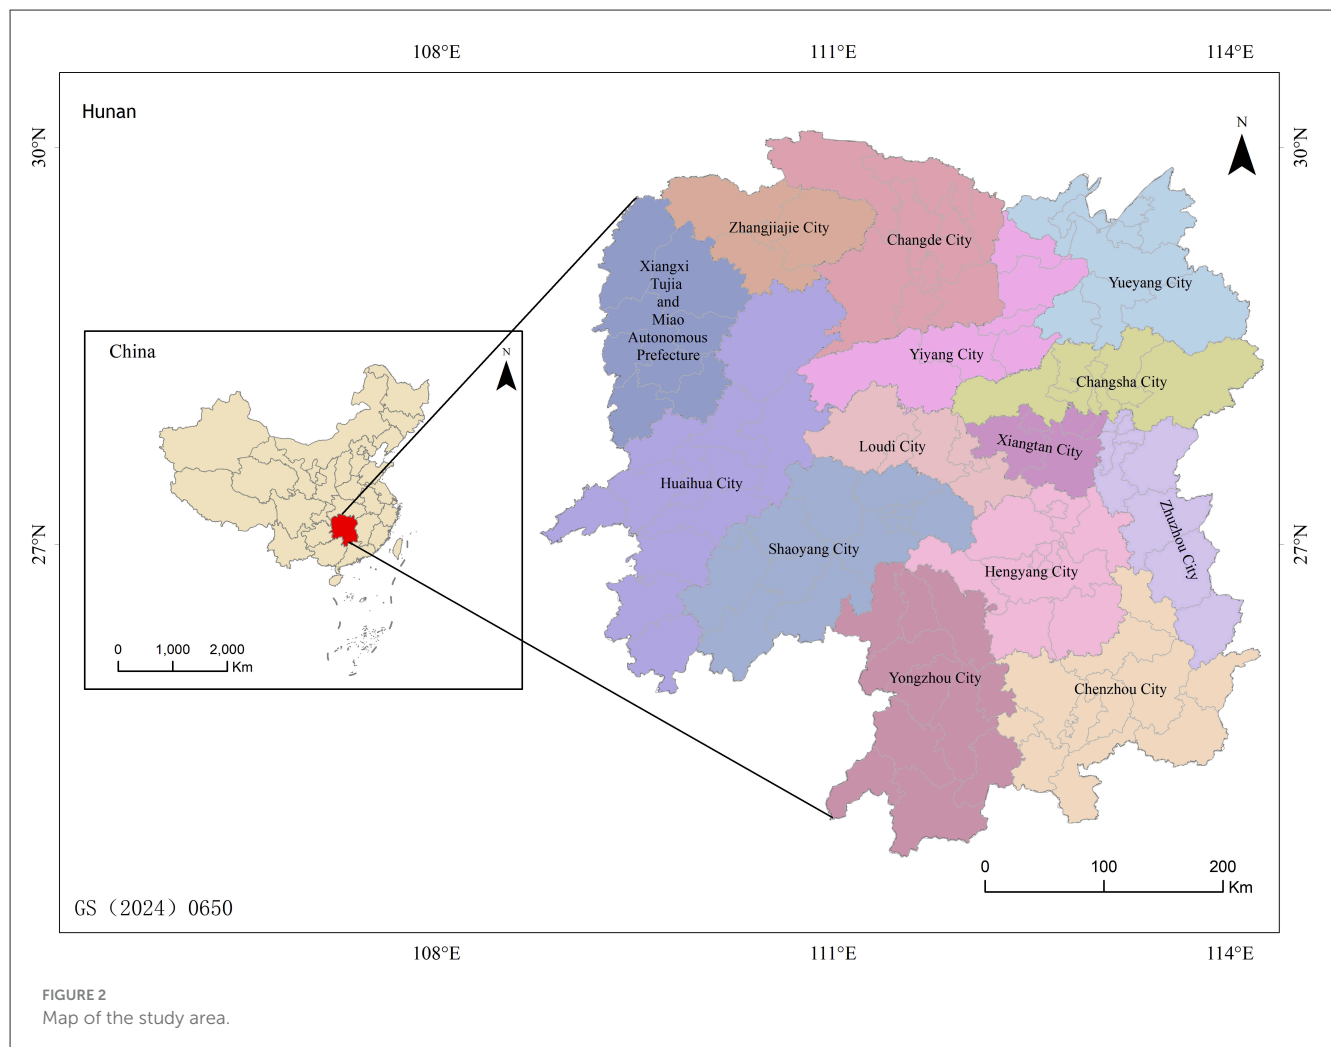 108°E 111°E 114°E
Hunan
N
30°N 30°N
Zhangjiajie City
Changde City
Xiangxi
Tujia
and
Miao
Autonomous
Prefecture
Yueyang City
Yiyang City
Changsha City
Loudi City
Xiangtan City
Huaihua City
Zhuzhou City
Shaoyang City
Hengyang City
Yongzhou City
Chenzhou City
27°N 27°N
China
N
0 1,000 2,000
Km
0 100 200
Km
GS（2024）0650
108°E 111°E 114°E
FIGURE 2
Map of the study area.